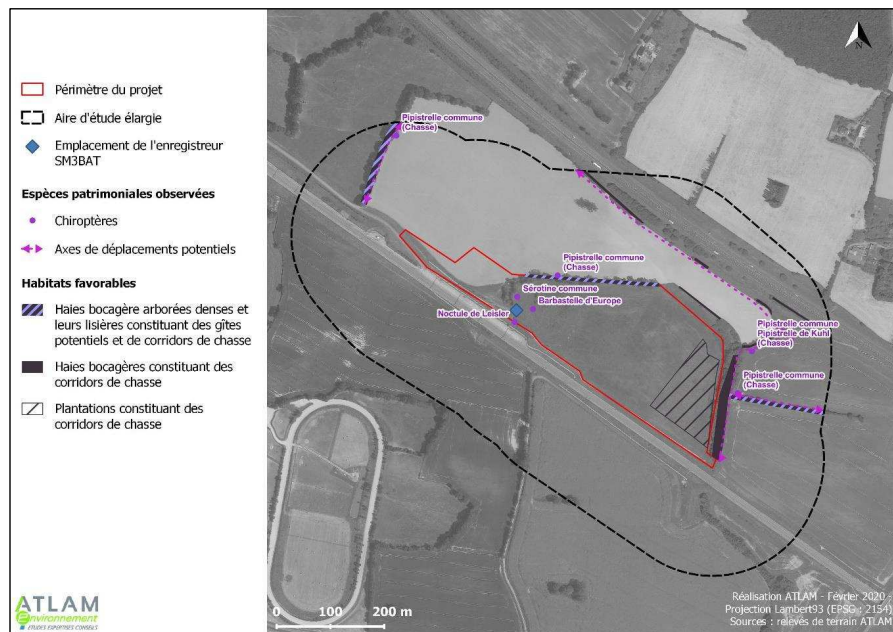 Périmètre du projet
Aire d'étude élargie
Emplacement de l'enregistreur
SM3BAT
Espèces patrimoniales observées
Chiroptères
Axes de déplacements potentiels
Habitats favorables
Haies bocagère arborées denses et
leurs lisières constituant des gîtes
potentiels et de corridors de chasse
Haies bocagères constituant des
corridors de chasse
Plantations constituant des
corridors de chasse
N
Pipistrelle commune
(Chasse)
Pipistrelle commune
(Chasse)
Sérotine commune
Barbastelle d'Europe
Noctule de Leisler
Pipistrelle commune
Pipistrelle de Kuhl
(Chasse)
Pipistrelle commune
(Chasse)
ATLAM
Environnement
ETUDES EXPERTISES CONSEILS
0 100 200 m
Réalisation ATLAM - Février 2020 -
Projection Lambert93 (EPSG : 2154)
Sources : relevés de terrain ATLAM